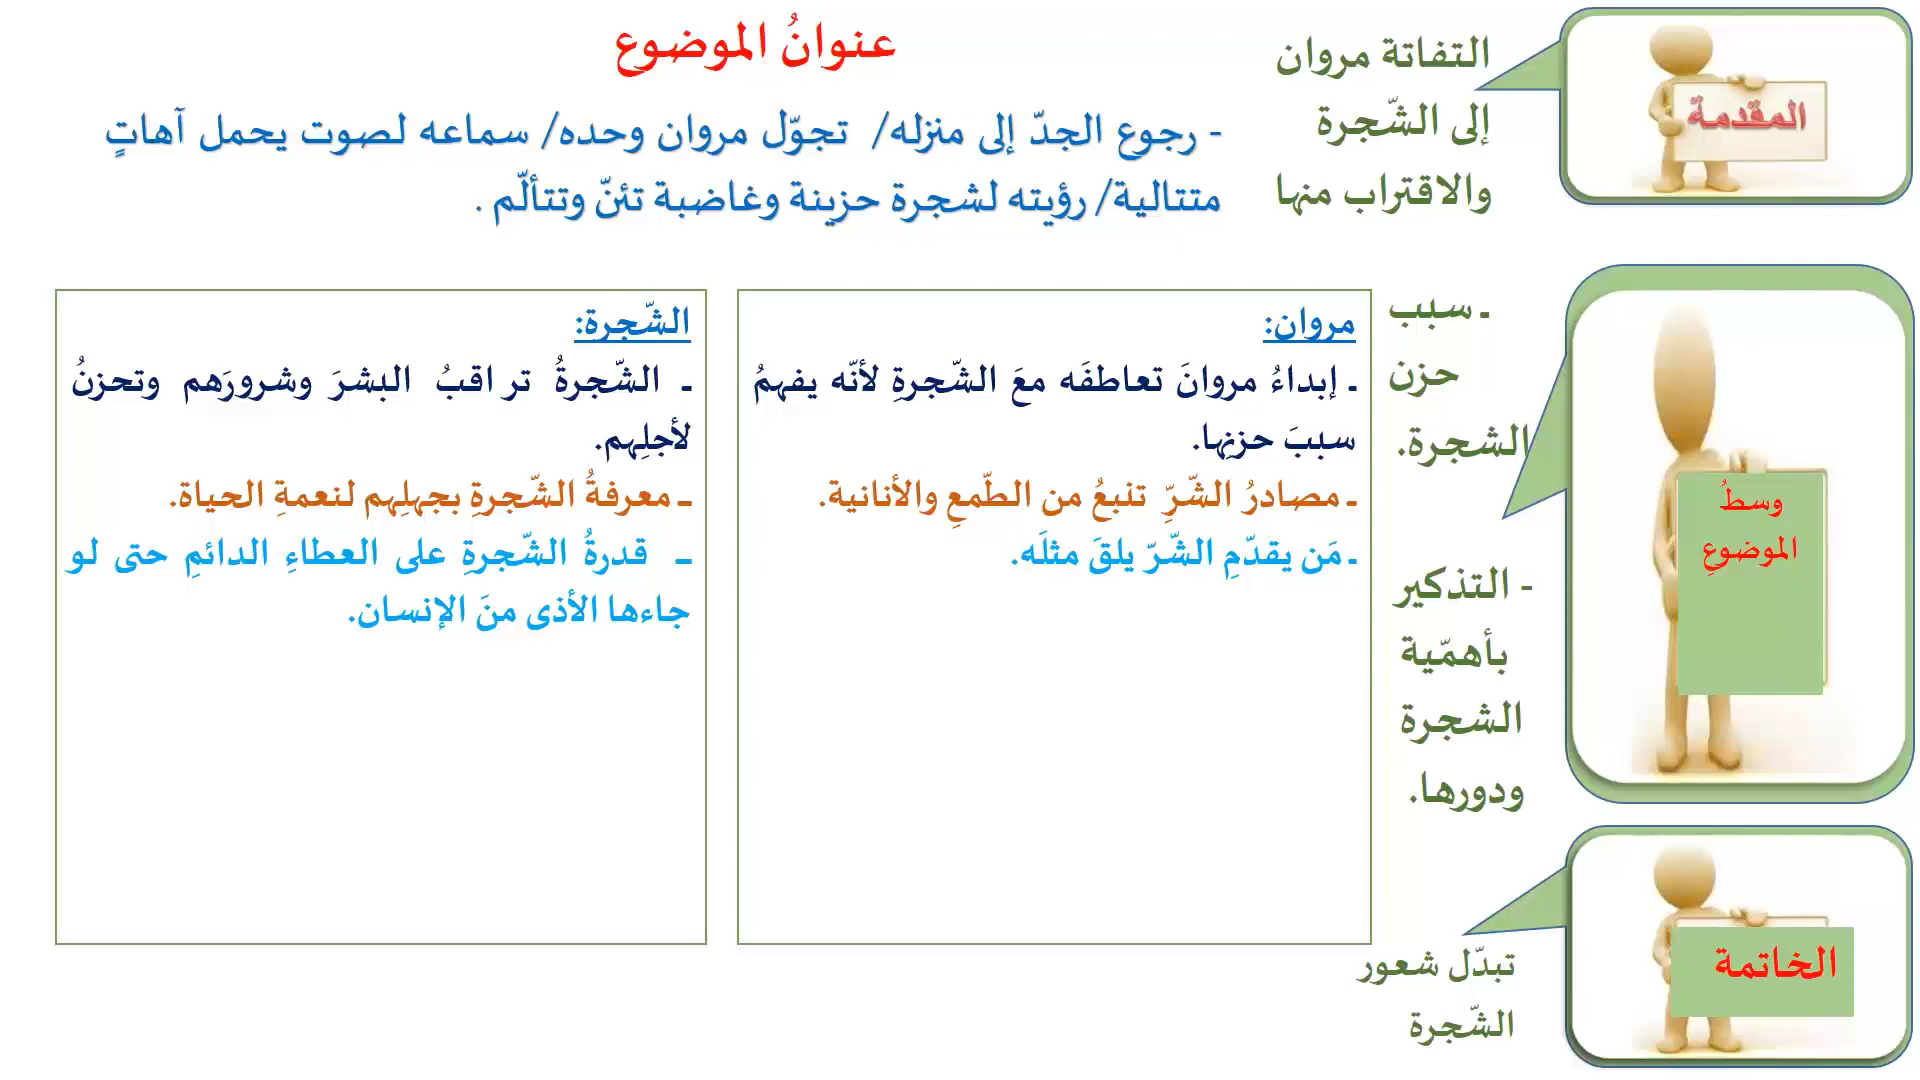 عنوانُ الموضوع
المقدمة
التفاتة مروان
إلى الشّجرة
والاقتراب منها
- رجوع الجدّ إلى منزله/ تجوّل مروان وحده/ سماعه لصوت يحمل آهاتٍ
متتالية/ رؤيته لشجرة حزينة وغاضبة تئنّ وتتألّم .
وسطُ
الموضوعِ
ـ سبب
حزن
الشجرة.
- التذكير
بأهمّية
الشجرة
ودورها.
مروان:
ـ إبداءُ مروانَ تعاطفَه معَ الشّجرةِ لأنّه يفهمُ
سببَ حزنِها.
ـ مصادرُ الشّرِّ تنبعُ من الطّمعِ والأنانية.
ـ مَن يقدّمِ الشّرّ يلقَ مثلَه.
الشّجرة:
ـ الشّجرةُ تراقبُ البشرَ وشرورَهم وتحزنُ
لأجلِهم.
ـ معرفةُ الشّجرةِ بجهلِهم لنعمةِ الحياة.
ـ قدرةُ الشّجرةِ على العطاءِ الدائمِ حتى لو
جاءها الأذى منَ الإنسان.
الخاتمة
تبدّل شعور
الشّجرة